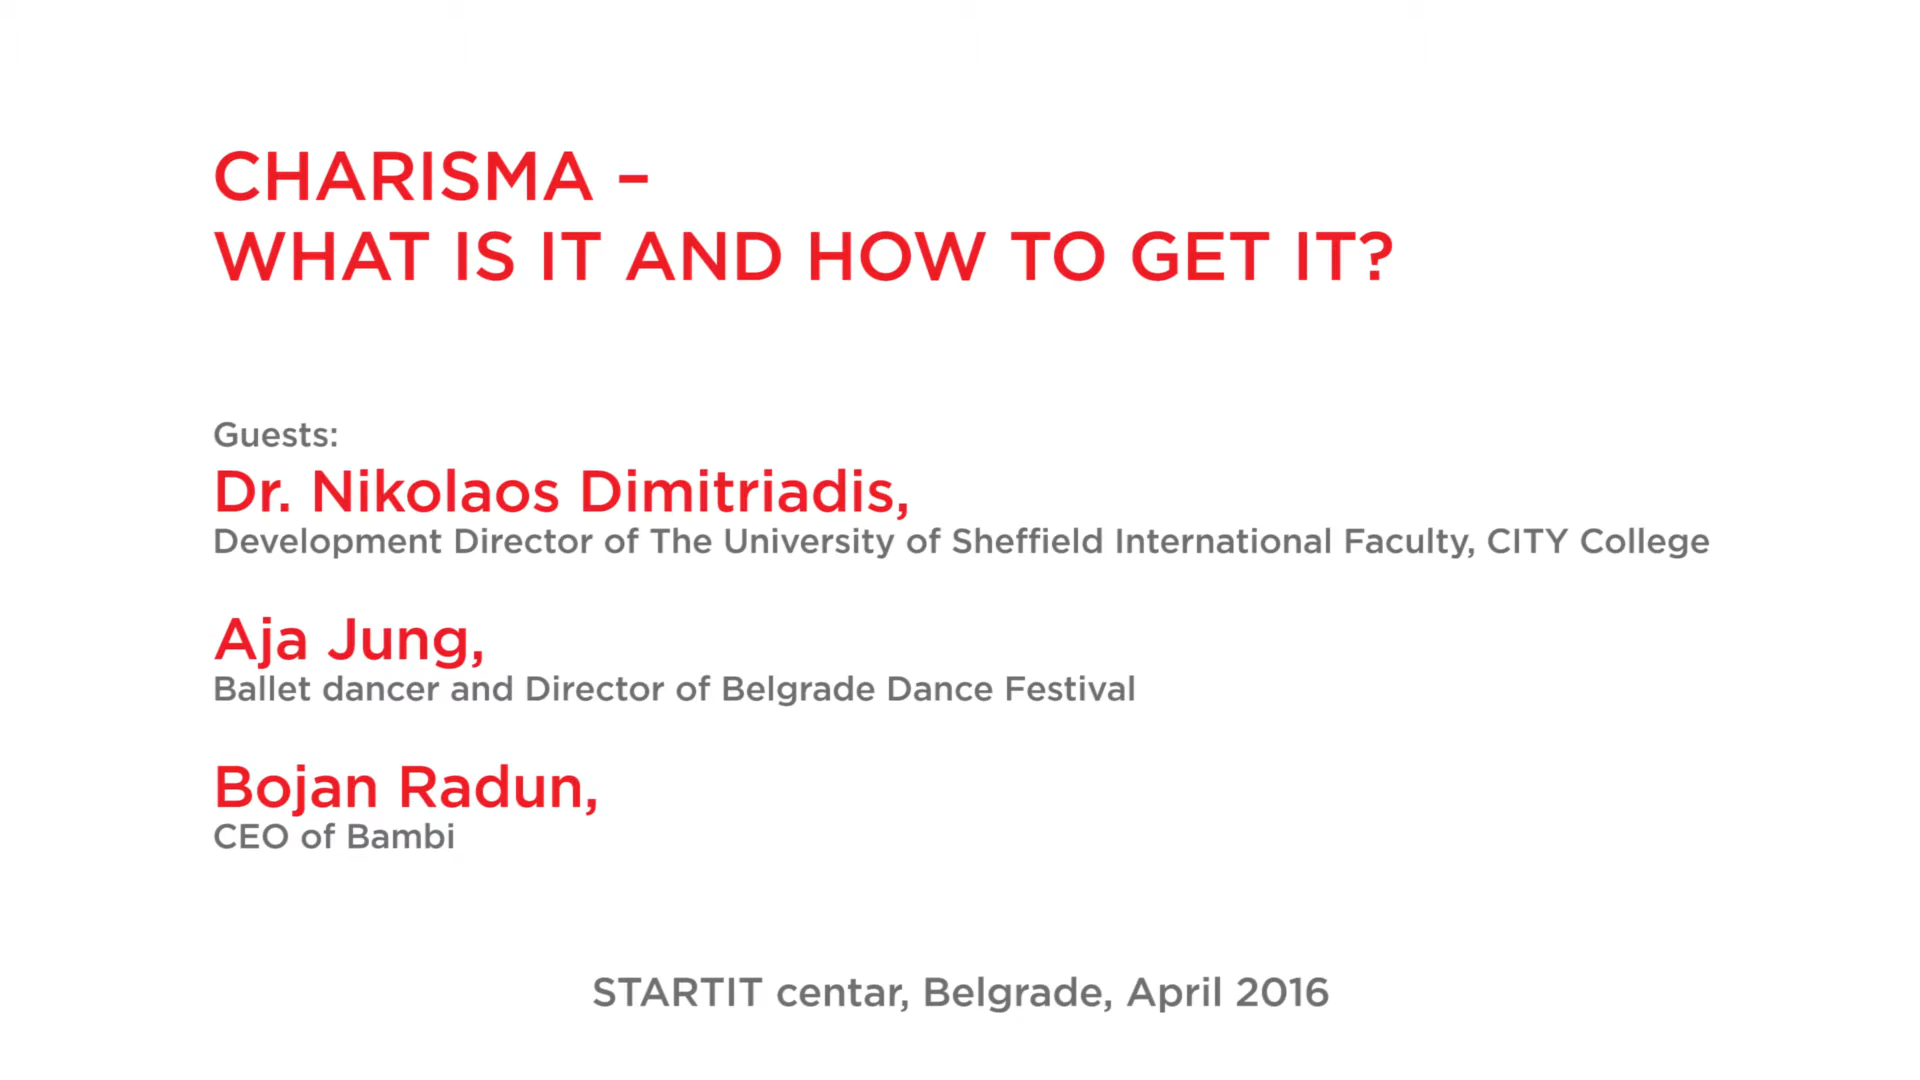 CHARISMA –
WHAT IS IT AND HOW TO GET IT?
Guests:
Dr. Nikolaos Dimitriadis,
Development Director of The University of Sheffield International Faculty, CITY College
Aja Jung,
Ballet dancer and Director of Belgrade Dance Festival
Bojan Radun,
CEO of Bambi
STARTIT centar, Belgrade, April 2016